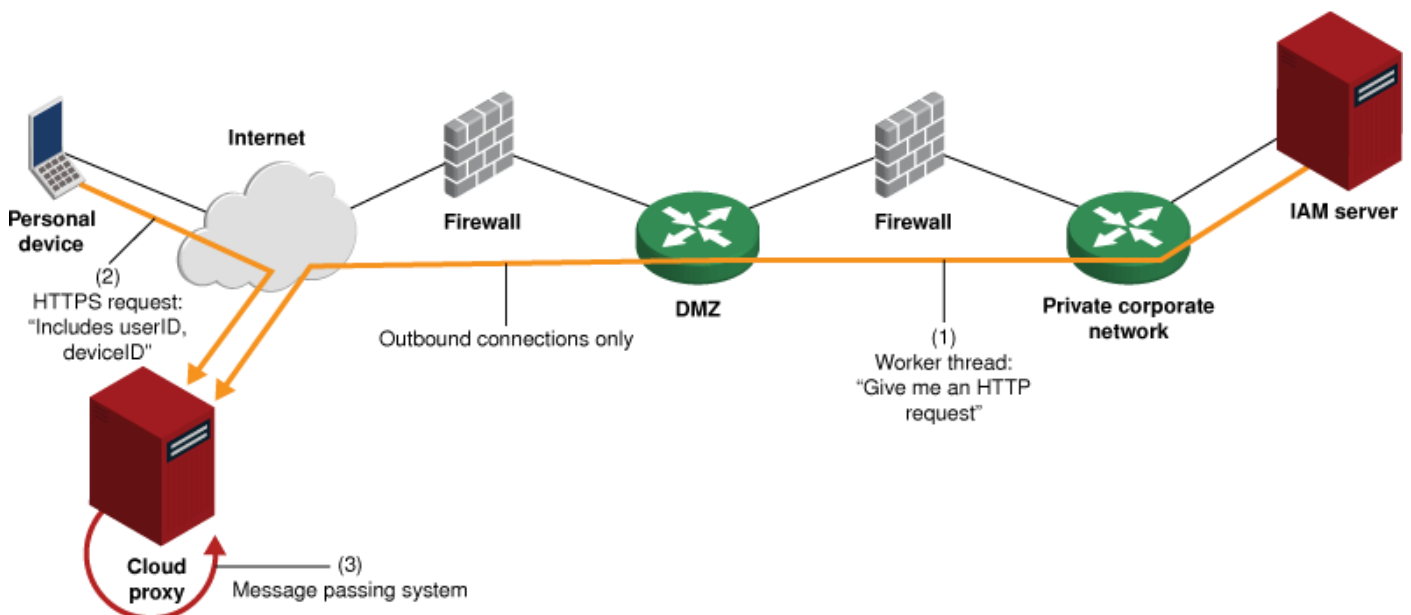 Internet
Personal
device
Firewall
Firewall
IAM server
(2)
HTTPS request:
“Includes userID,
deviceID"
DMZ
Private corporate
network
Outbound connections only
(1)
Worker thread:
“Give me an HTTP
request”
Cloud
proxy
(3)
Message passing system